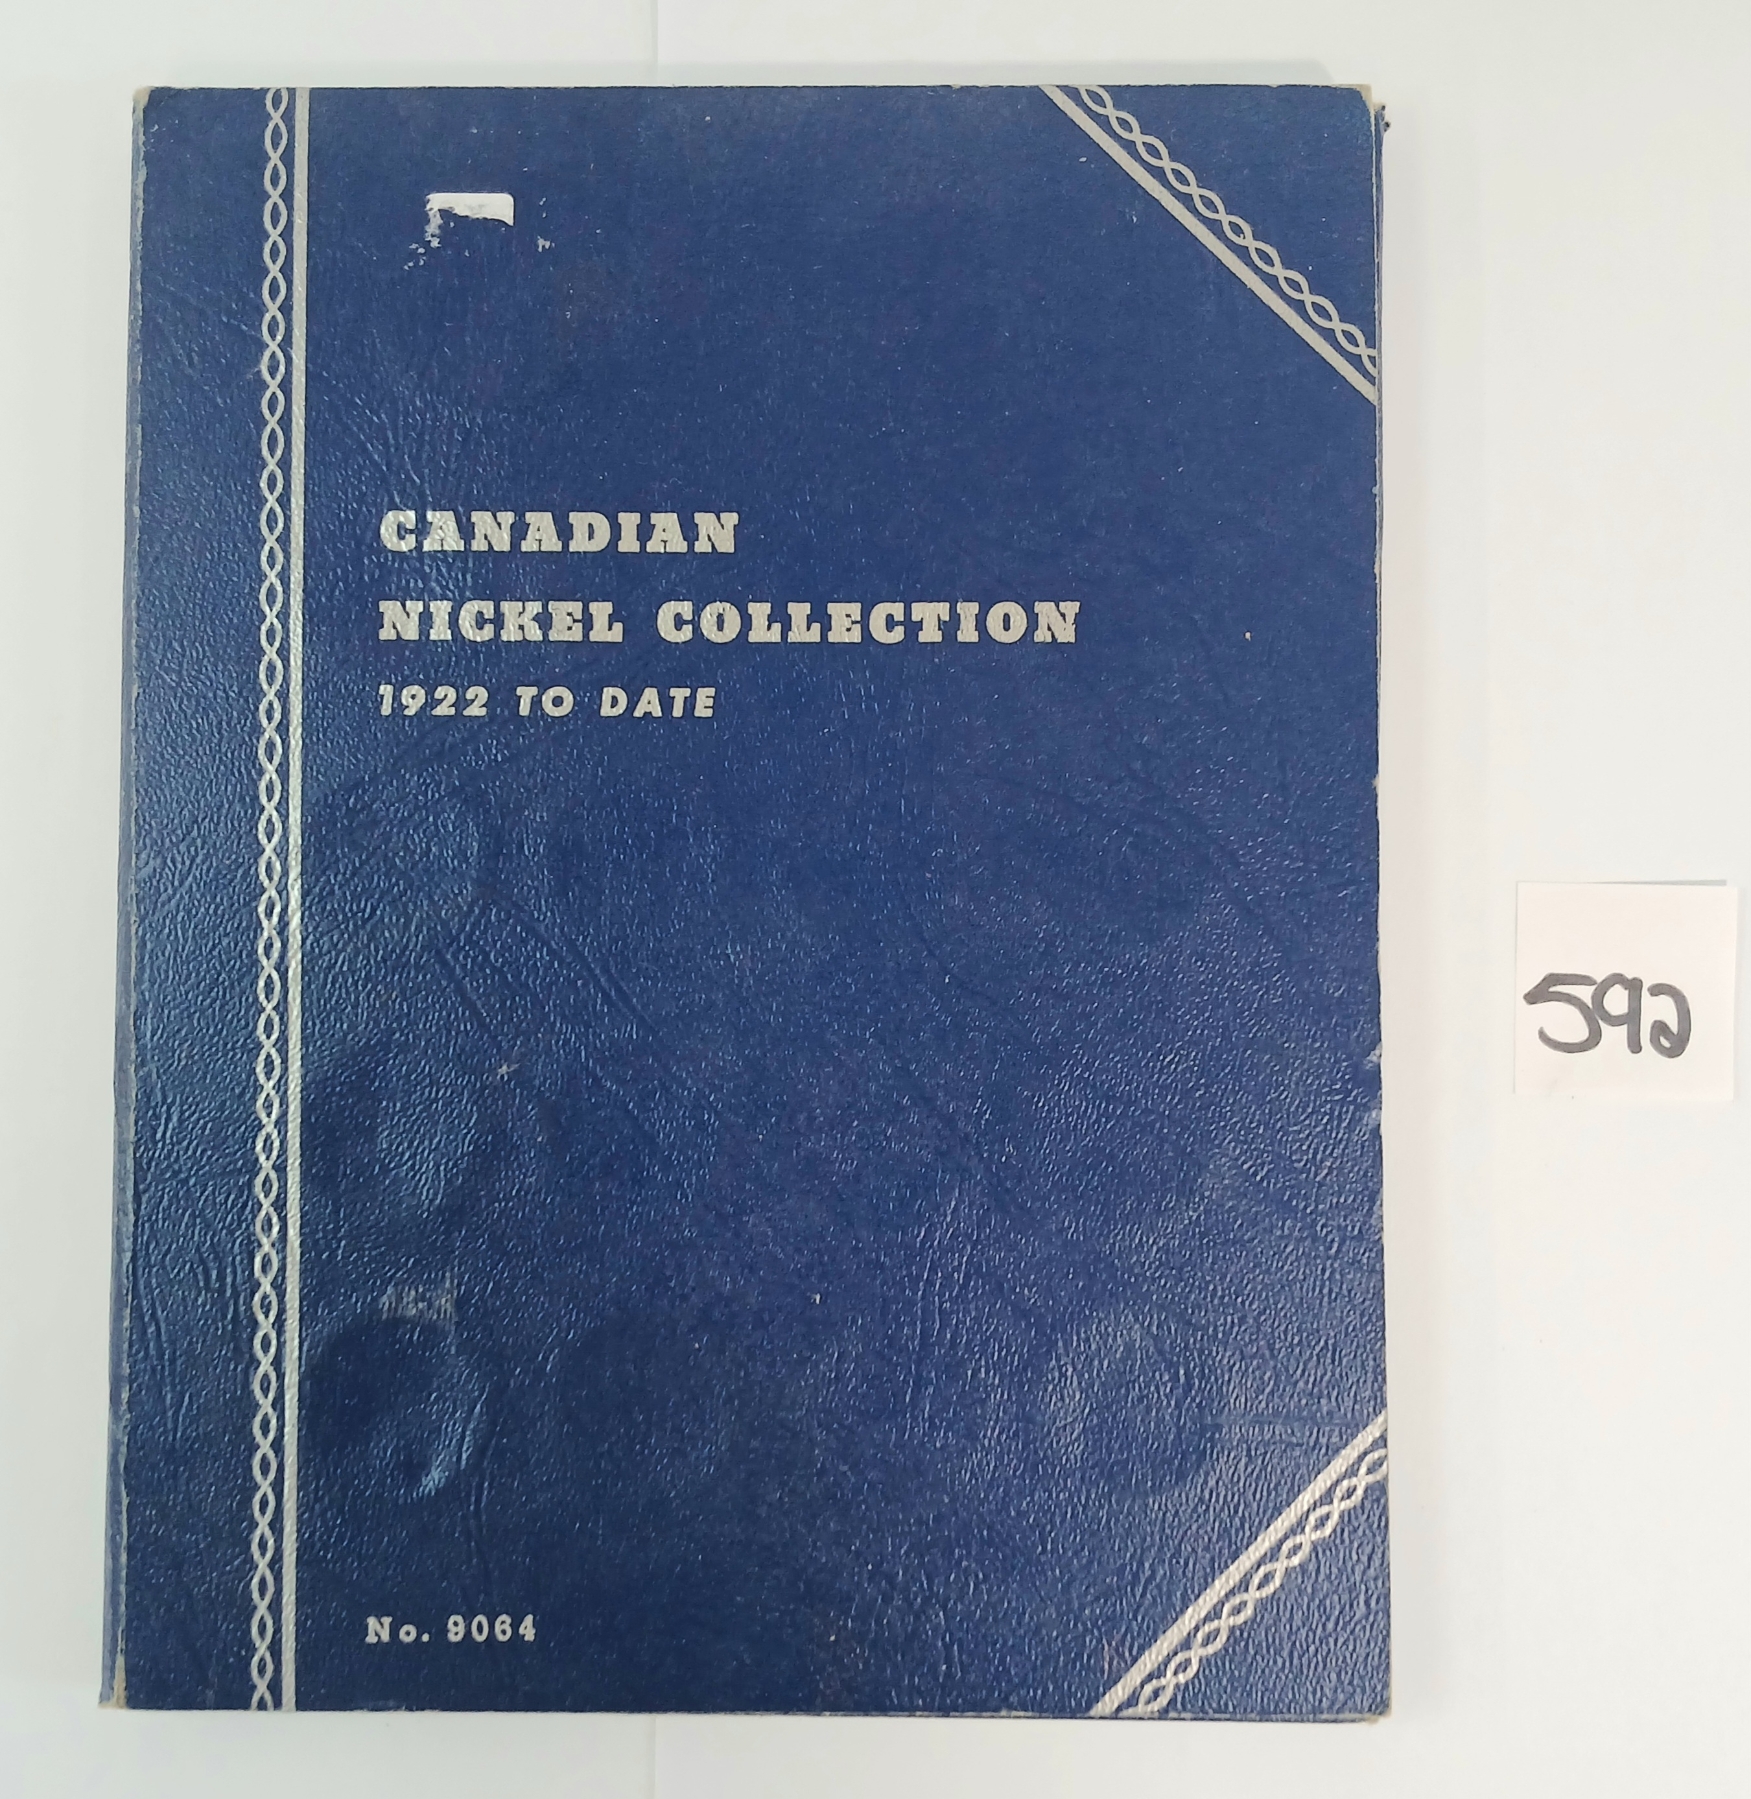 CANADIAN
NICKEL COLLECTION
1922 TO DATE
No. 9064
592